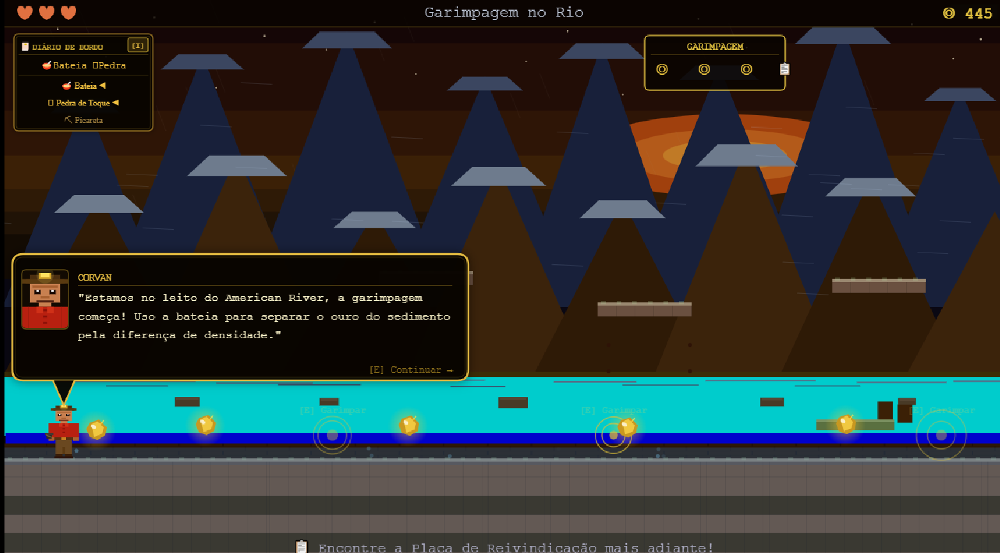 Garimpagem no Rio
445
DIÁRIO DE BORDO [I]
Bateia Pedra
Bateia ◀
Pedra de Toque ◀
Picareta
GARIMPAGEM
CORVAN
"Estamos no leito do American River, a garimpagem
começa! Uso a bateia para separar o ouro do sedimento
pela diferença de densidade."
[E] Continuar →
[E] Garimpar
[E] Garimpar
[E] Garimpar
Encontre a Placa de Reivindicação mais adiante!